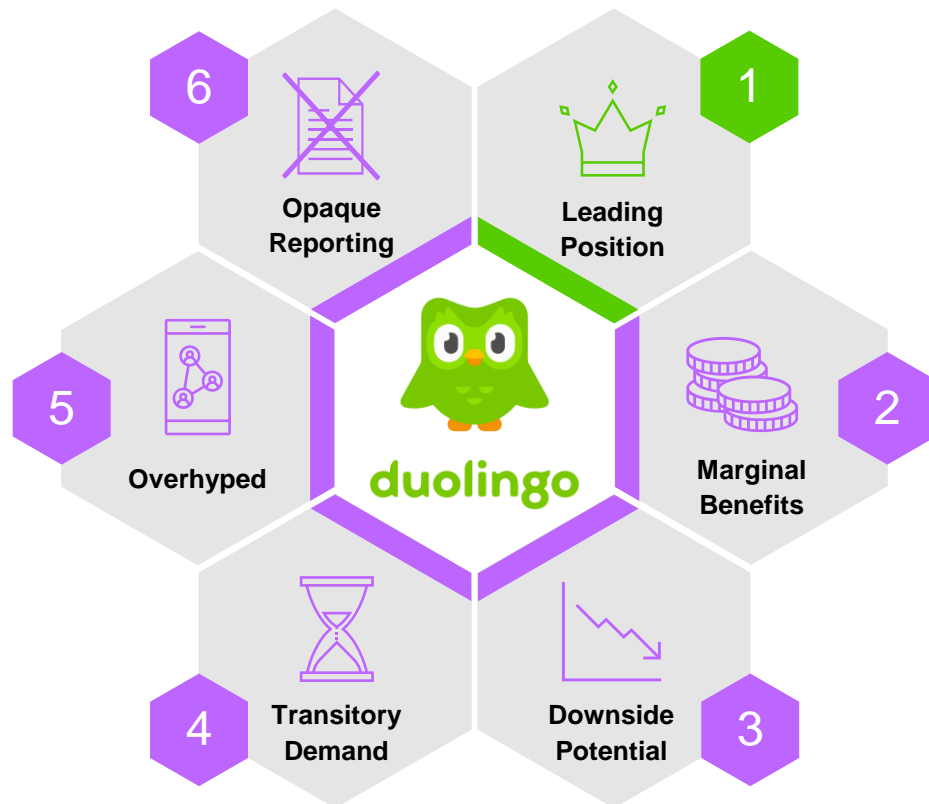 1
Leading
Position
2
Marginal
Benefits
3
Downside
Potential
4
Transitory
Demand
5
Overhyped
6
Opaque
Reporting
duolingo